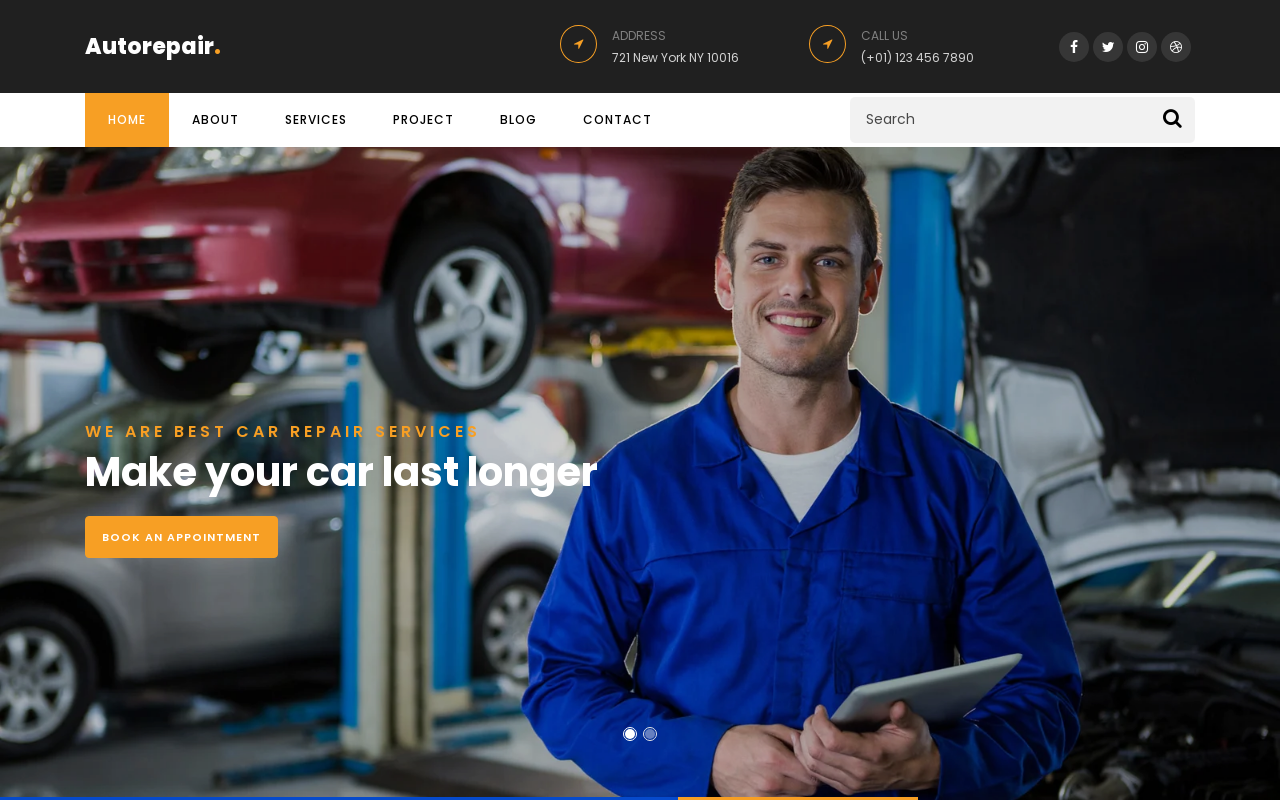 Autorepair.
ADDRESS
721 New York NY 10016
CALL US
(+01) 123 456 7890
HOME ABOUT SERVICES PROJECT BLOG CONTACT
Search
WE ARE BEST CAR REPAIR SERVICES
Make your car last longer
BOOK AN APPOINTMENT